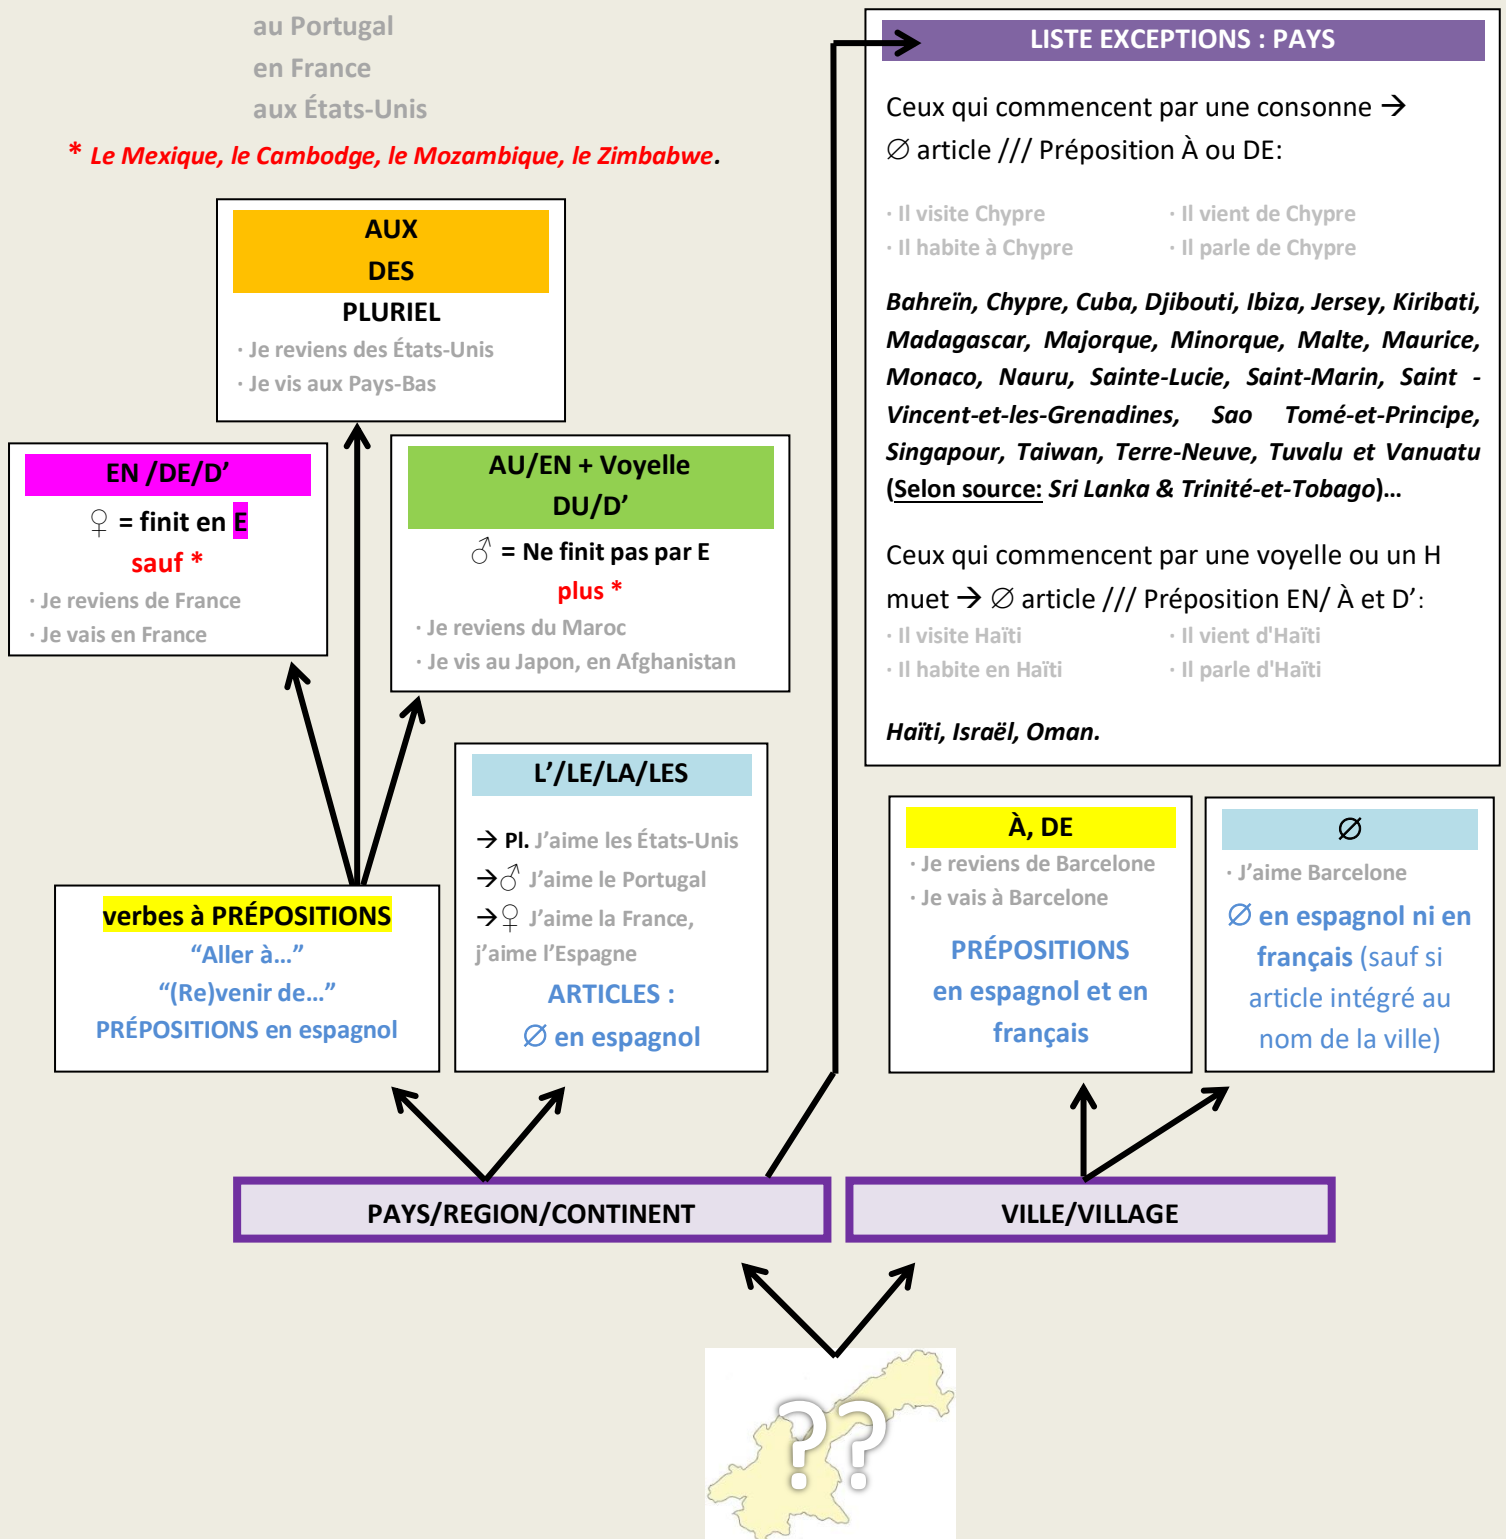 au Portugal
en France
aux États-Unis
* Le Mexique, le Cambodge, le Mozambique, le Zimbabwe.
AUX
DES
PLURIEL
· Je reviens des États-Unis
· Je vis aux Pays-Bas
EN /DE/D’
♀ = finit en E
sauf *
· Je reviens de France
· Je vais en France
AU/EN + Voyelle
DU/D’
♂ = Ne finit pas par E
plus *
· Je reviens du Maroc
· Je vis au Japon, en Afghanistan
L’/LE/LA/LES
→ Pl. J’aime les États-Unis
→♂ J’aime le Portugal
→♀ J’aime la France,
j’aime l’Espagne
ARTICLES :
∅ en espagnol
verbes à PRÉPOSITIONS
“Aller à…”
“(Re)venir de…”
PRÉPOSITIONS en espagnol
LISTE EXCEPTIONS : PAYS
Ceux qui commencent par une consonne →
∅ article /// Préposition À ou DE:
· Il visite Chypre · Il vient de Chypre
· Il habite à Chypre · Il parle de Chypre
Bahreïn, Chypre, Cuba, Djibouti, Ibiza, Jersey, Kiribati,
Madagascar, Majorque, Minorque, Malte, Maurice,
Monaco, Nauru, Sainte-Lucie, Saint-Marin, Saint -
Vincent-et-les-Grenadines, Sao Tomé-et-Principe,
Singapour, Taiwan, Terre-Neuve, Tuvalu et Vanuatu
(Selon source: Sri Lanka & Trinité-et-Tobago)…
Ceux qui commencent par une voyelle ou un H
muet → ∅ article /// Préposition EN/ À et D’:
· Il visite Haïti · Il vient d'Haïti
· Il habite en Haïti · Il parle d'Haïti
Haïti, Israël, Oman.
À, DE
· Je reviens de Barcelone
· Je vais à Barcelone
PRÉPOSITIONS
en espagnol et en
français
∅
· J’aime Barcelone
∅ en espagnol ni en
français (sauf si
article intégré au
nom de la ville)
PAYS/REGION/CONTINENT
VILLE/VILLAGE
??